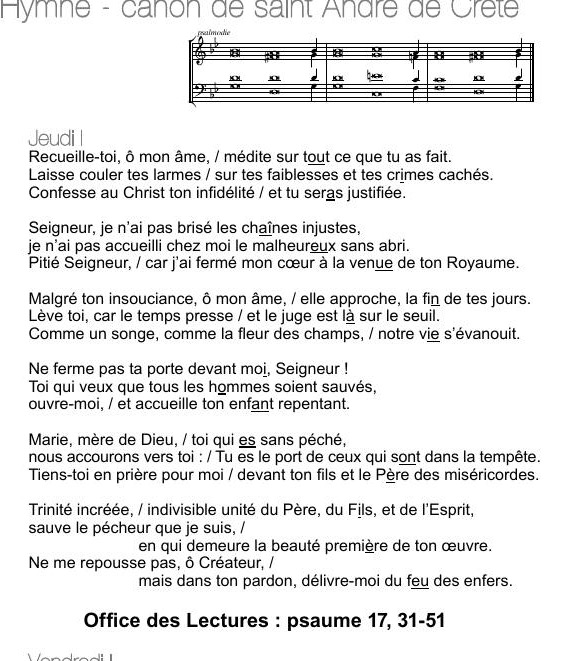 Hymne - canon de saint André de Crète
psalmodie
Jeudi I
Recueille-toi, ô mon âme, / médite sur tout ce que tu as fait.
Laisse couler tes larmes / sur tes faiblesses et tes crimes cachés.
Confesse au Christ ton infidélité / et tu seras justifiée.
Seigneur, je n'ai pas brisé les chaînes injustes,
je n'ai pas accueilli chez moi le malheureux sans abri.
Pitié Seigneur, / car j'ai fermé mon cœur à la venue de ton Royaume.
Malgré ton insouciance, ô mon âme, / elle approche, la fin de tes jours.
Lève toi, car le temps presse / et le juge est là sur le seuil.
Comme un songe, comme la fleur des champs, / notre vie s'évanouit.
Ne ferme pas ta porte devant moi, Seigneur !
Toi qui veux que tous les hommes soient sauvés,
ouvre-moi, / et accueille ton enfant repentant.
Marie, mère de Dieu, / toi qui es sans péché,
nous accourons vers toi : / Tu es le port de ceux qui sont dans la tempête.
Tiens-toi en prière pour moi / devant ton fils et le Père des miséricordes.
Trinité incréée, / indivisible unité du Père, du Fils, et de l'Esprit,
sauve le pécheur que je suis, /
en qui demeure la beauté première de ton œuvre.
Ne me repousse pas, ô Créateur, /
mais dans ton pardon, délivre-moi du feu des enfers.
Office des Lectures : psaume 17, 31-51
Vendredi I